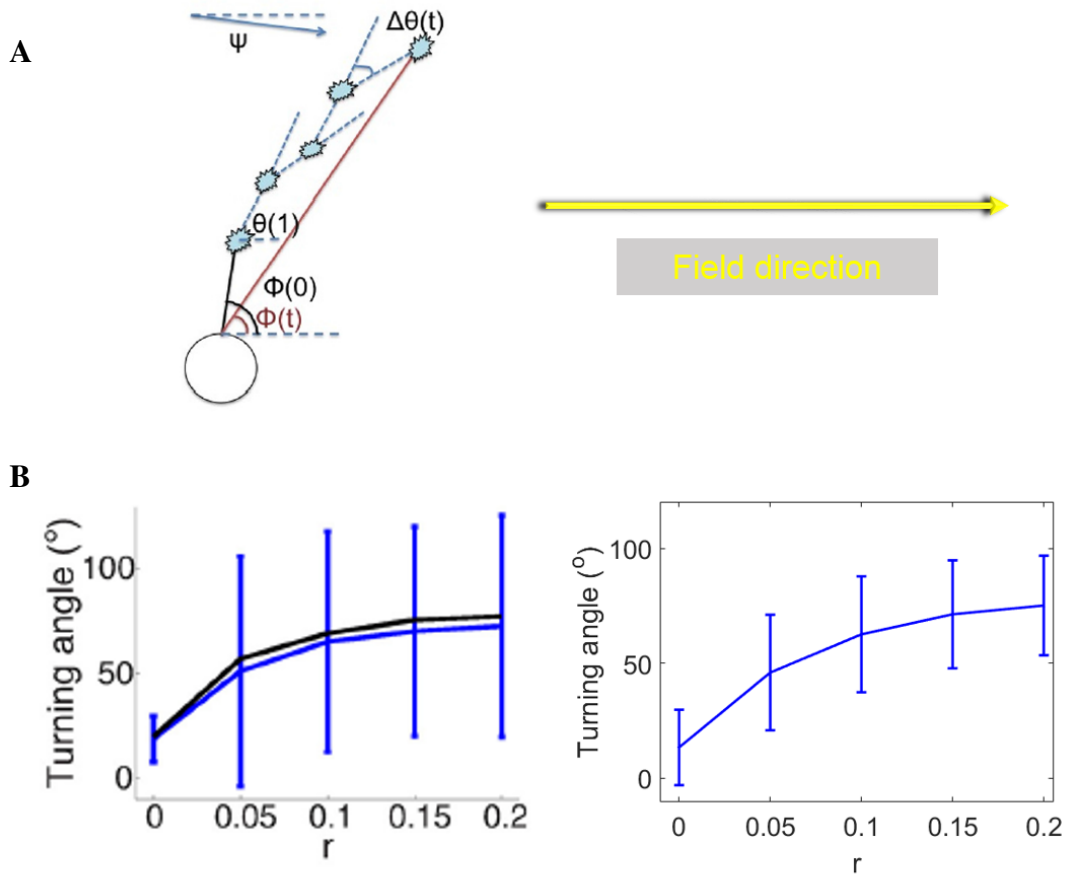 A
ψ
Δθ(t)
θ(1)
Φ(0)
Φ(t)
Field direction
B
Turning angle (°)
100
50
0
0 0.05 0.1 0.15 0.2
r
Turning angle (°)
100
50
0
0 0.05 0.1 0.15 0.2
r